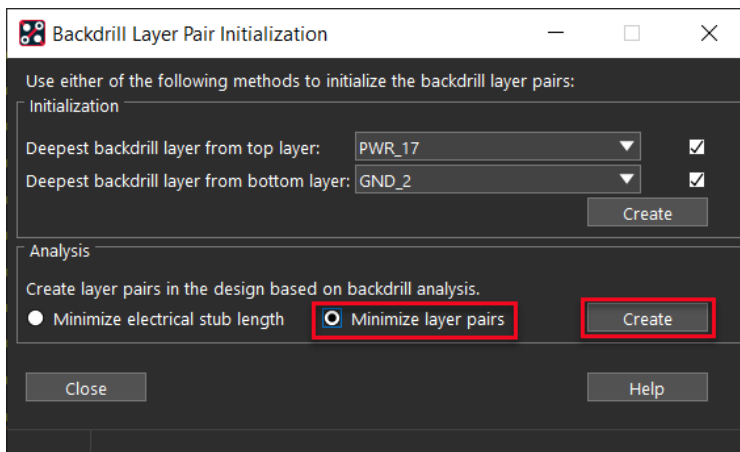 Backdrill Layer Pair Initialization
Use either of the following methods to initialize the backdrill layer pairs:
Initialization
Deepest backdrill layer from top layer: PWR_17
Deepest backdrill layer from bottom layer: GND_2
Create
Analysis
Create layer pairs in the design based on backdrill analysis.
Minimize electrical stub length Minimize layer pairs Create
Close Help